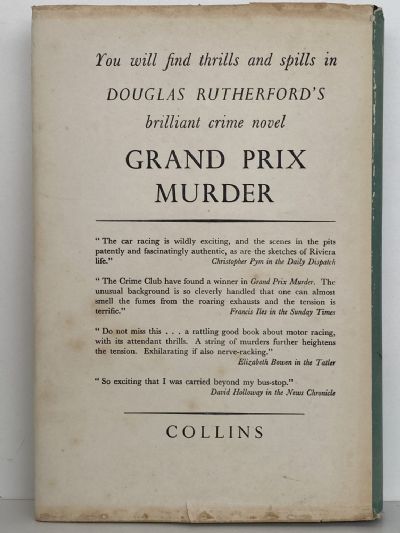 You will find thrills and spills in
DOUGLAS RUTHERFORD'S
brilliant crime novel
GRAND PRIX
MURDER
“ The car racing is wildly exciting, and the scenes in the pits
patently and fascinatingly authentic, as are the sketches of Riviera
life.” Christopher Pym in the Daily Dispatch
“ The Crime Club have found a winner in Grand Prix Murder. The
unusual background is so cleverly handled that one can almost
smell the fumes from the roaring exhausts and the tension is
terrific.” Francis Iles in the Sunday Times
“ Do not miss this . . . a rattling good book about motor racing,
with its attendant thrills. A string of murders further heightens
the tension. Exhilarating if also nerve-racking.”
Elizabeth Bowen in the Tatler
“ So exciting that I was carried beyond my bus-stop.”
David Holloway in the News Chronicle
COLLINS